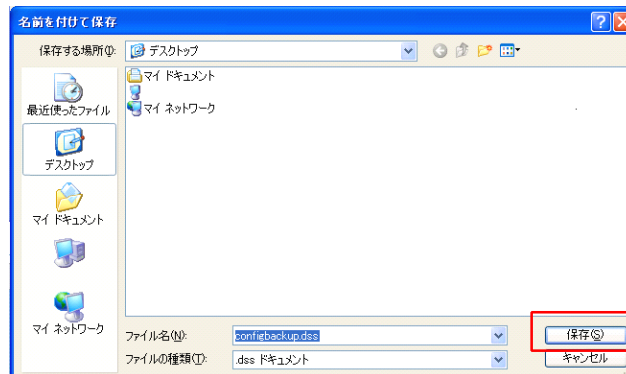 名前を付けて保存
保存する場所(I):
デスクトップ
マイ ドキュメント
マイ ネットワーク
最近使ったファイル
デスクトップ
マイ ドキュメント
マイ ネットワーク
ファイル名(N):
configbackup.dss
保存(S)
ファイルの種類(T):
.dss ドキュメント
キャンセル